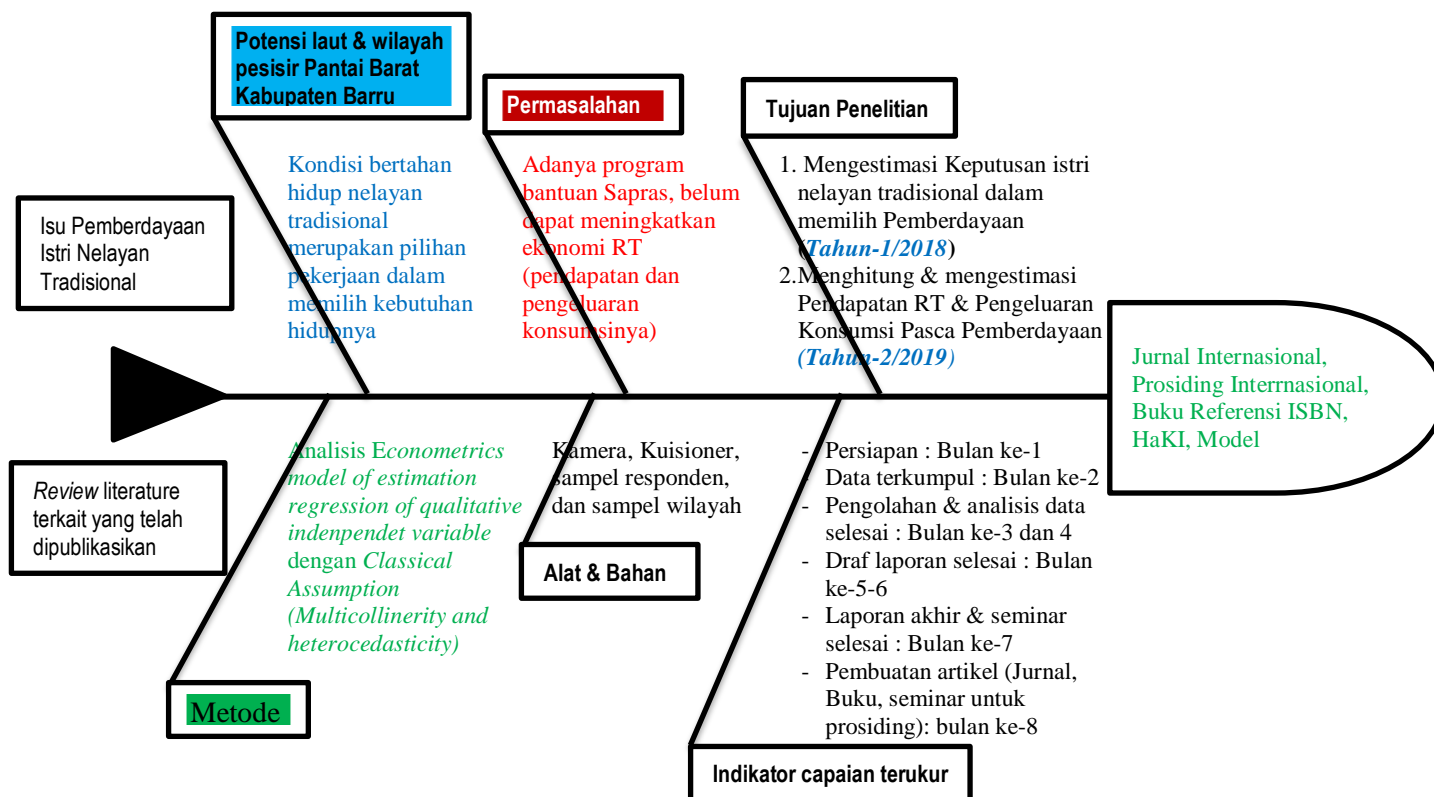 Potensi laut & wilayah
pesisir Pantai Barat
Kabupaten Barru
Permasalahan
Tujuan Penelitian
Kondisi bertahan
hidup nelayan
tradisional
merupakan pilihan
pekerjaan dalam
memilih kebutuhan
hidupnya
Adanya program
bantuan Sapras, belum
dapat meningkatkan
ekonomi RT
(pendapatan dan
pengeluaran
konsumsinya)
1. Mengestimasi Keputusan istri
nelayan tradisional dalam
memilih Pemberdayaan
(Tahun-1/2018)
2.Menghitung & mengestimasi
Pendapatan RT & Pengeluaran
Konsumsi Pasca Pemberdayaan
(Tahun-2/2019)
Isu Pemberdayaan
Istri Nelayan
Tradisional
Jurnal Internasional,
Prosiding Interrnasional,
Buku Referensi ISBN,
HaKI, Model
Review literature
terkait yang telah
dipublikasikan
Analisis Econometrics
model of estimation
regression of qualitative
indenpendet variable
dengan Classical
Assumption
(Multicollinerity and
heterocedasticity)
Metode
Kamera, Kuisioner,
sampel responden,
dan sampel wilayah
Alat & Bahan
- Persiapan : Bulan ke-1
- Data terkumpul : Bulan ke-2
- Pengolahan & analisis data
selesai : Bulan ke-3 dan 4
- Draf laporan selesai : Bulan
ke-5-6
- Laporan akhir & seminar
selesai : Bulan ke-7
- Pembuatan artikel (Jurnal,
Buku, seminar untuk
prosiding): bulan ke-8
Indikator capaian terukur